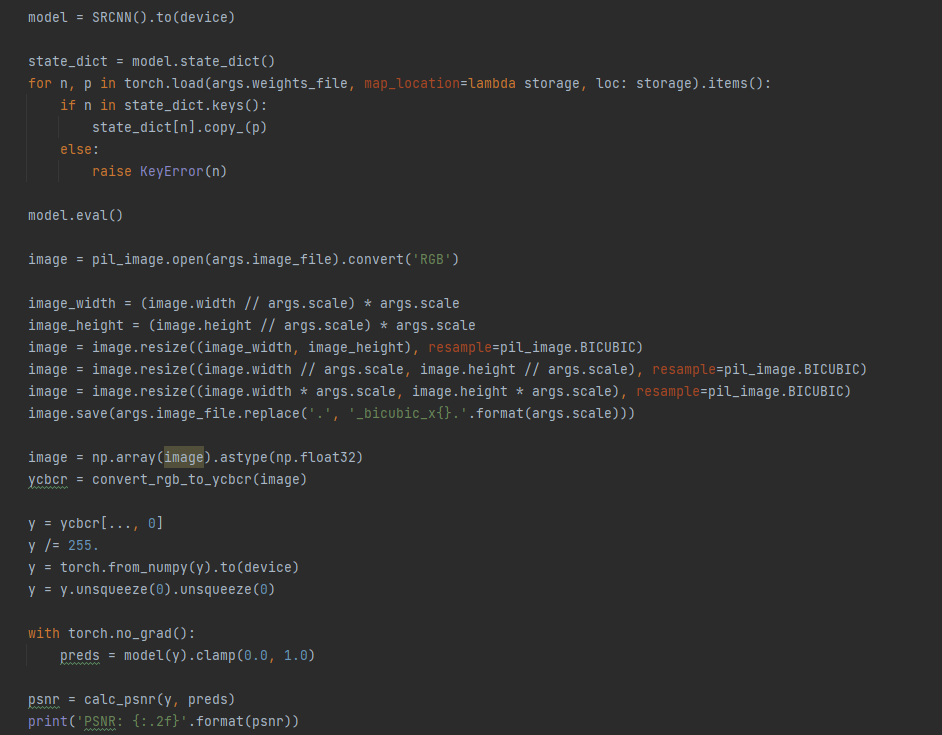 model = SRCNN().to(device)
state_dict = model.state_dict()
for n, p in torch.load(args.weights_file, map_location=lambda storage, loc: storage).items():
    if n in state_dict.keys():
        state_dict[n].copy_(p)
    else:
        raise KeyError(n)
model.eval()
image = pil_image.open(args.image_file).convert('RGB')
image_width = (image.width // args.scale) * args.scale
image_height = (image.height // args.scale) * args.scale
image = image.resize((image_width, image_height), resample=pil_image.BICUBIC)
image = image.resize((image.width // args.scale, image.height // args.scale), resample=pil_image.BICUBIC)
image = image.resize((image.width * args.scale, image.height * args.scale), resample=pil_image.BICUBIC)
image.save(args.image_file.replace('.', '_bicubic_x{}.'.format(args.scale)))
image = np.array(image).astype(np.float32)
ycbcr = convert_rgb_to_ycbcr(image)
y = ycbcr[..., 0]
y /= 255.
y = torch.from_numpy(y).to(device)
y = y.unsqueeze(0).unsqueeze(0)
with torch.no_grad():
    preds = model(y).clamp(0.0, 1.0)
psnr = calc_psnr(y, preds)
print('PSNR: {:.2f}'.format(psnr))